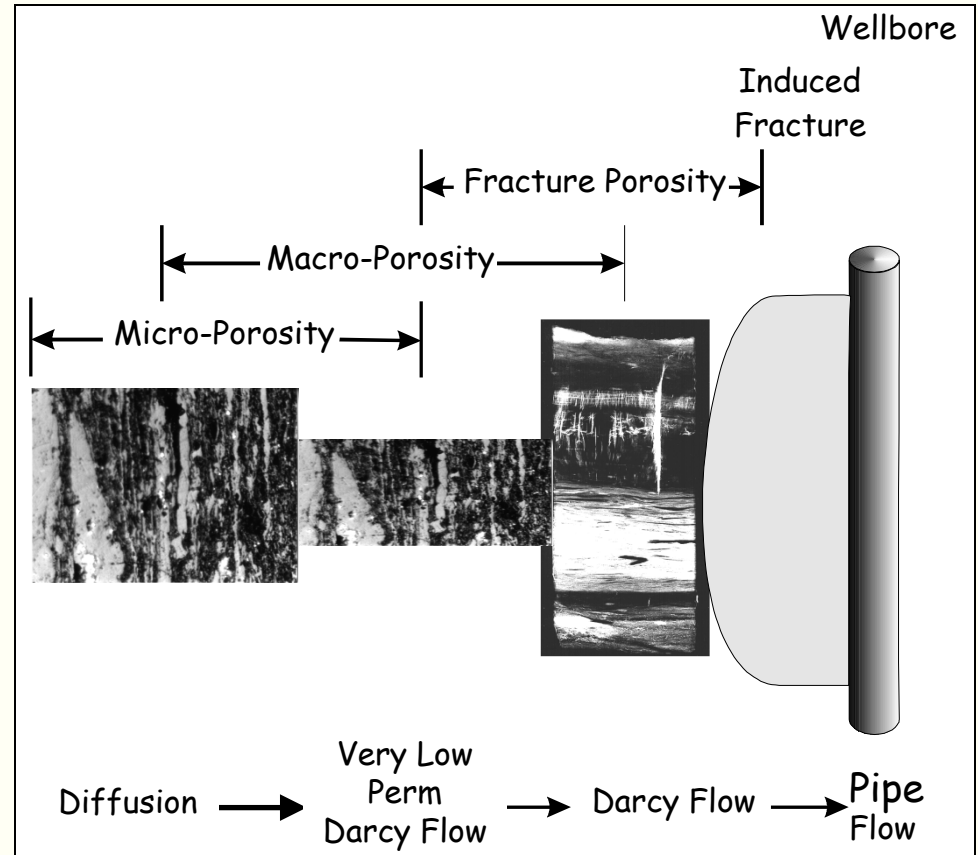 Wellbore
Induced
Fracture
Fracture Porosity
Macro-Porosity
Micro-Porosity
Diffusion
Very Low
Perm
Darcy Flow
Darcy Flow
Pipe
Flow